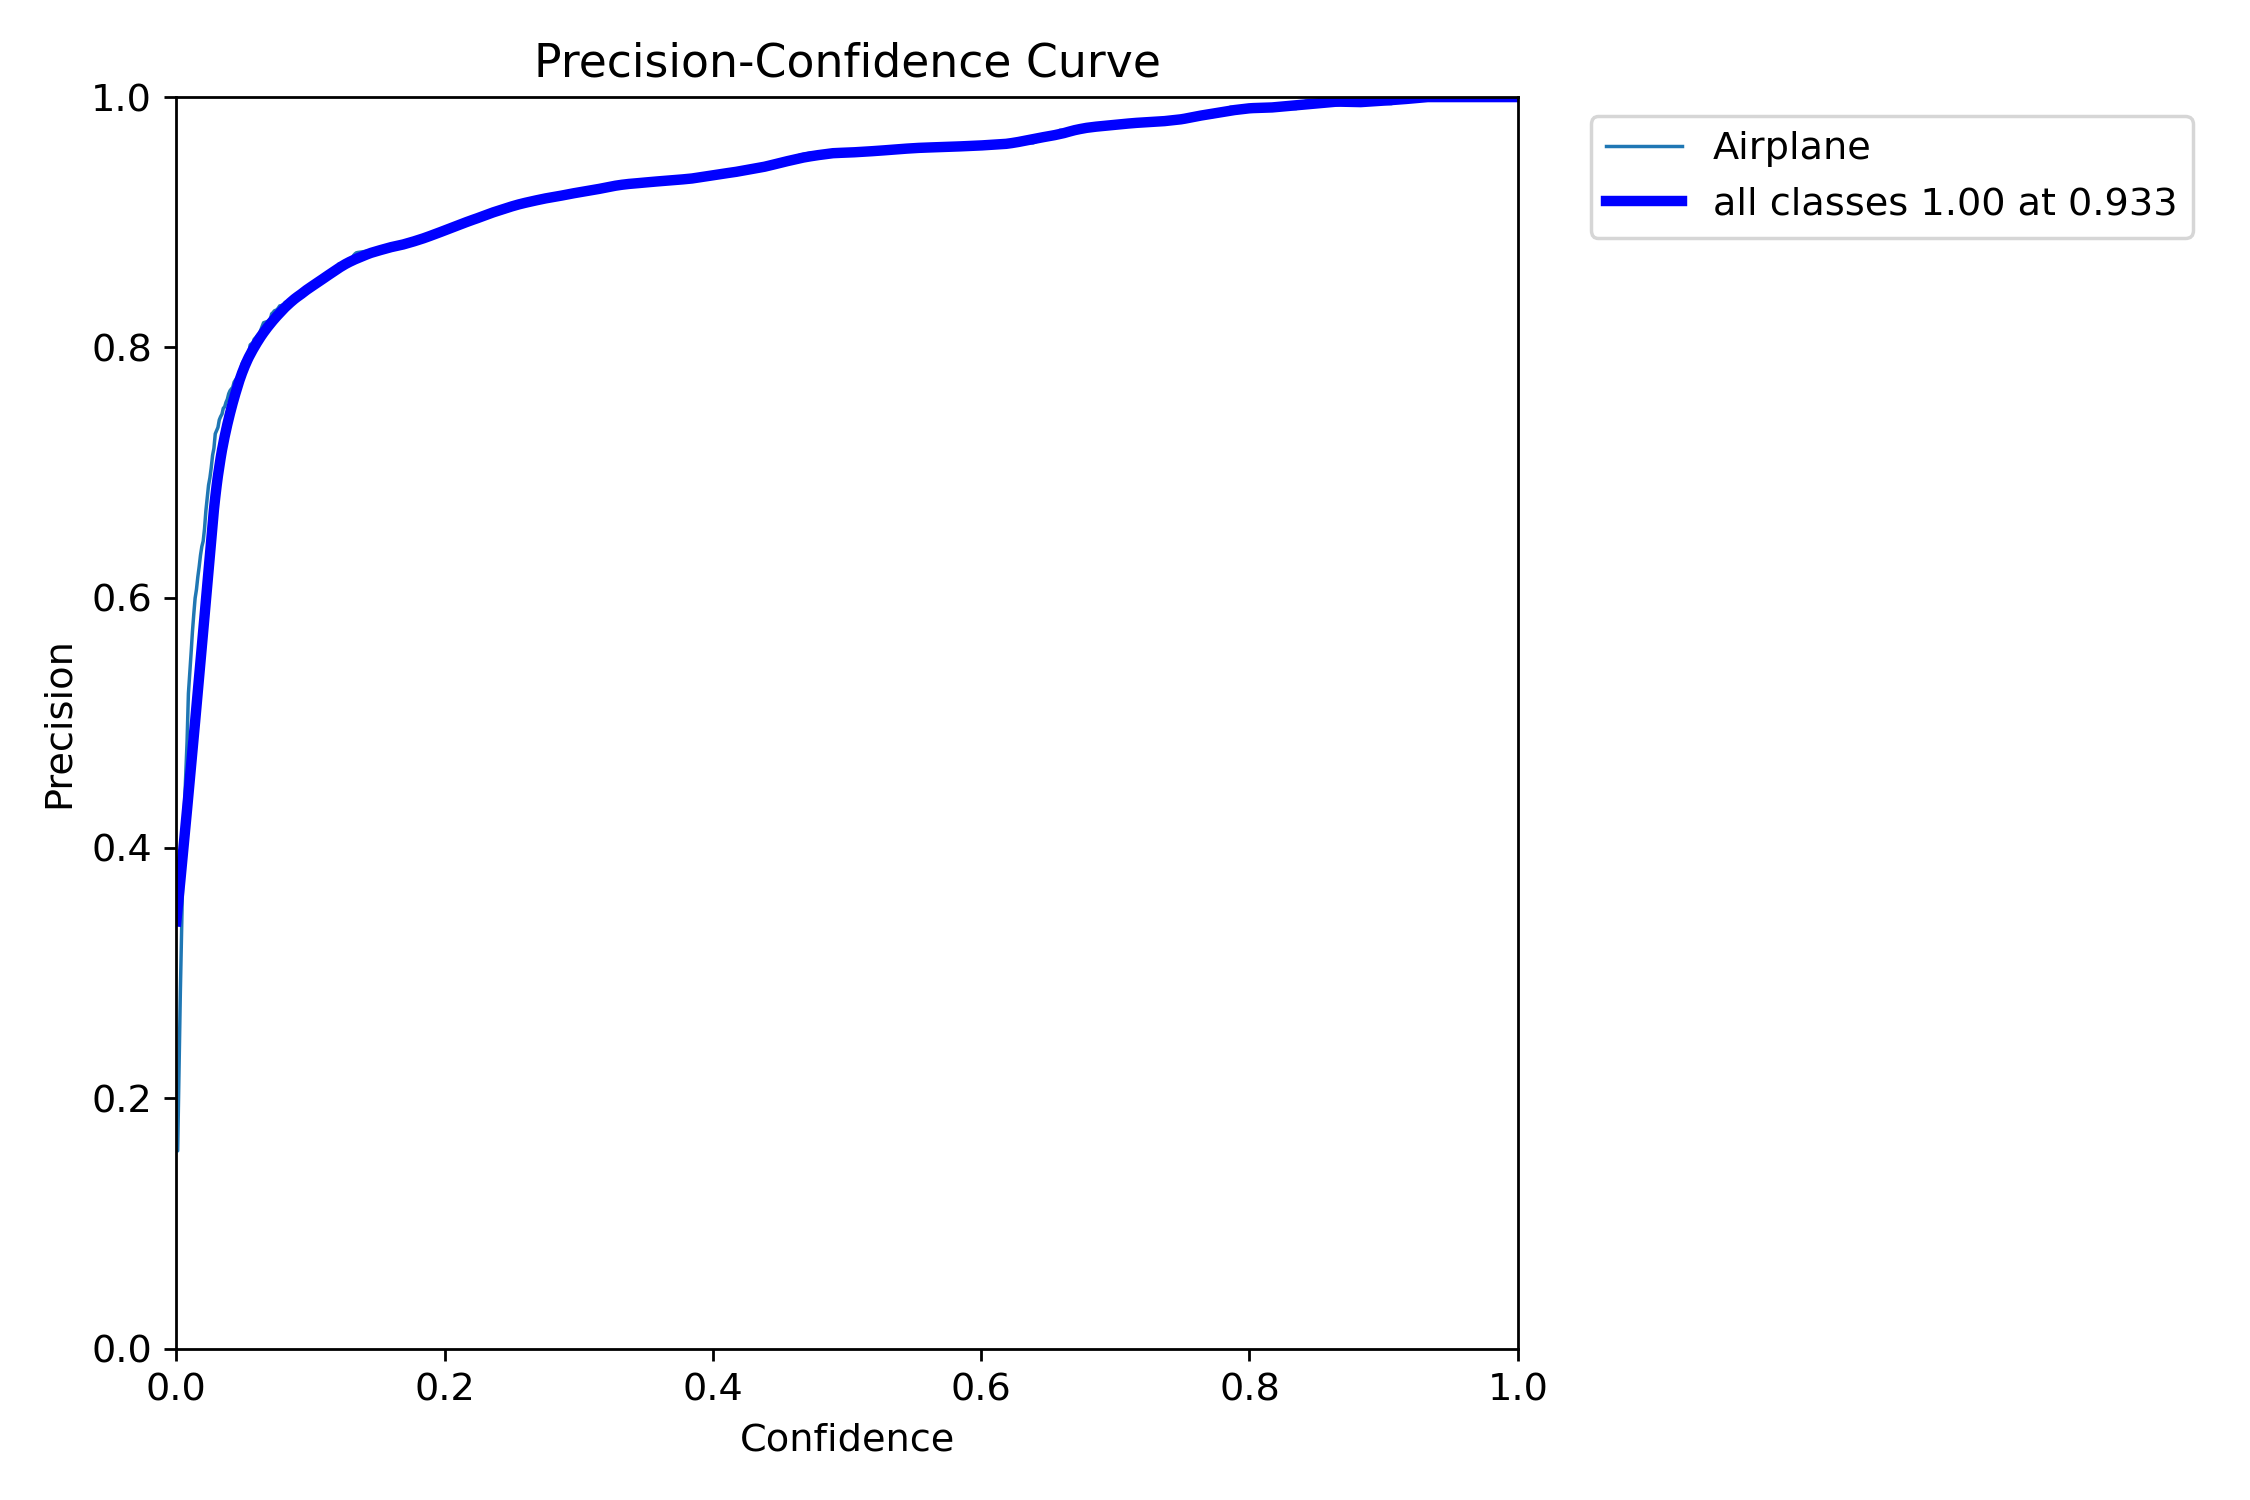 Precision-Confidence Curve
1.0
0.8
0.6
0.4
0.2
0.0
Precision
0.0 0.2 0.4 0.6 0.8 1.0
Confidence
Airplane
all classes 1.00 at 0.933